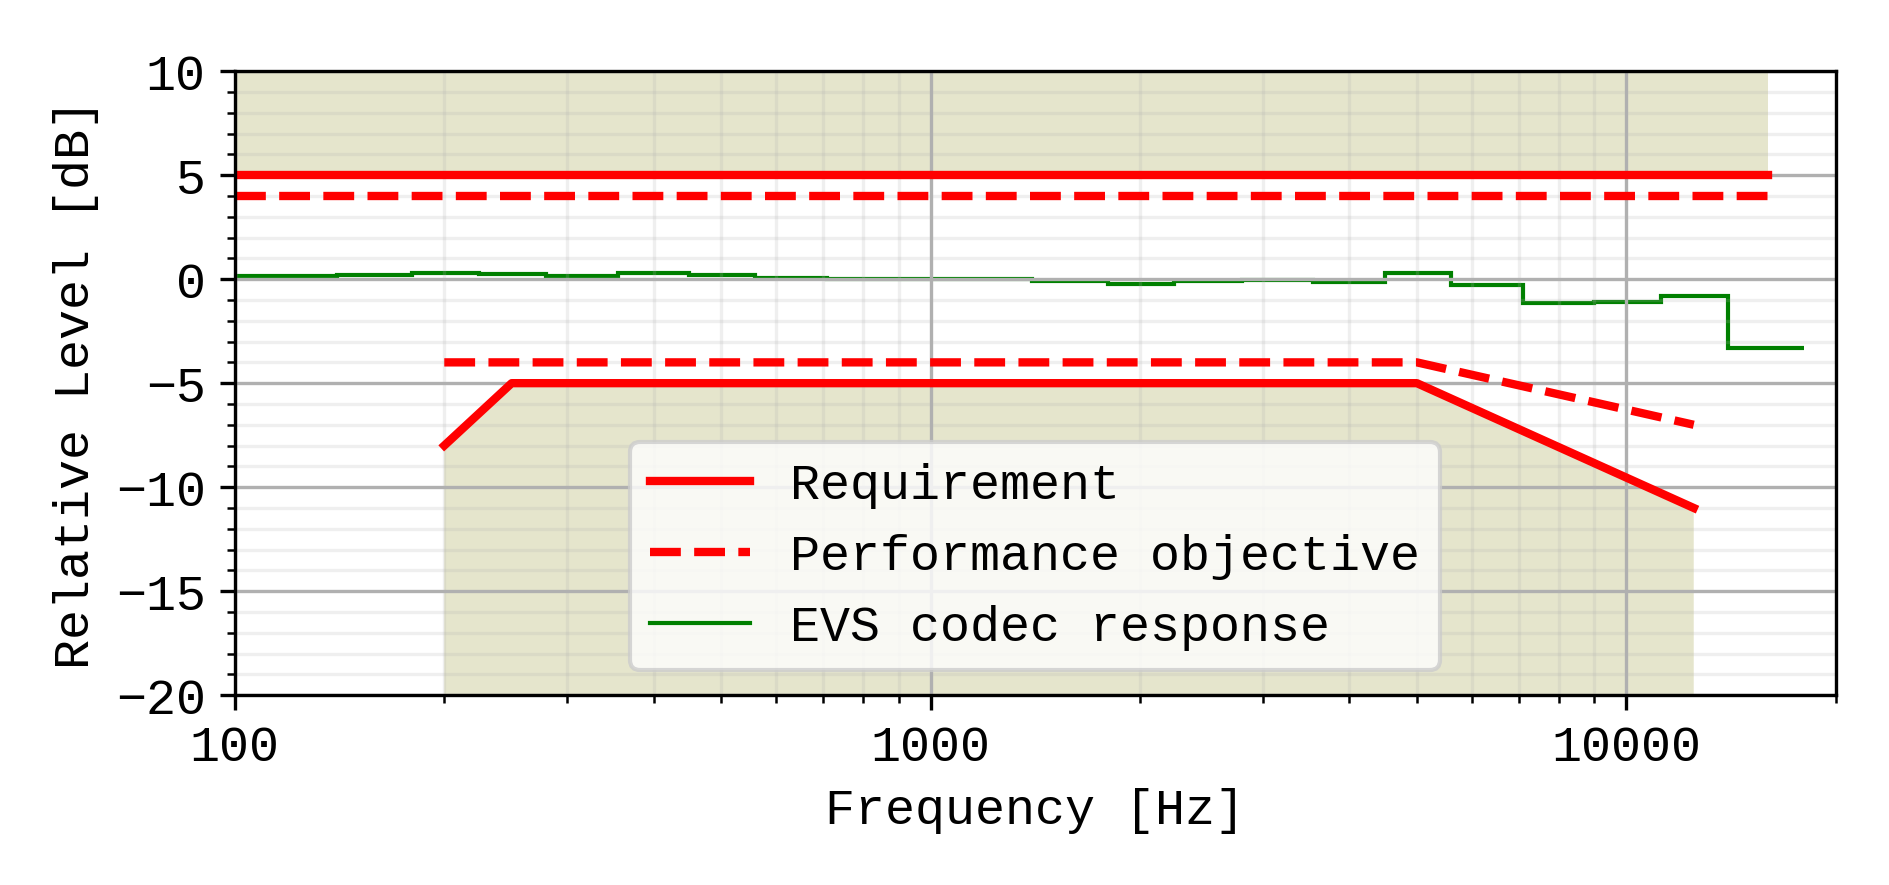 Relative Level [dB]
10
5
0
−5
−10
−15
−20
Requirement
Performance objective
EVS codec response
100
1000
10000
Frequency [Hz]